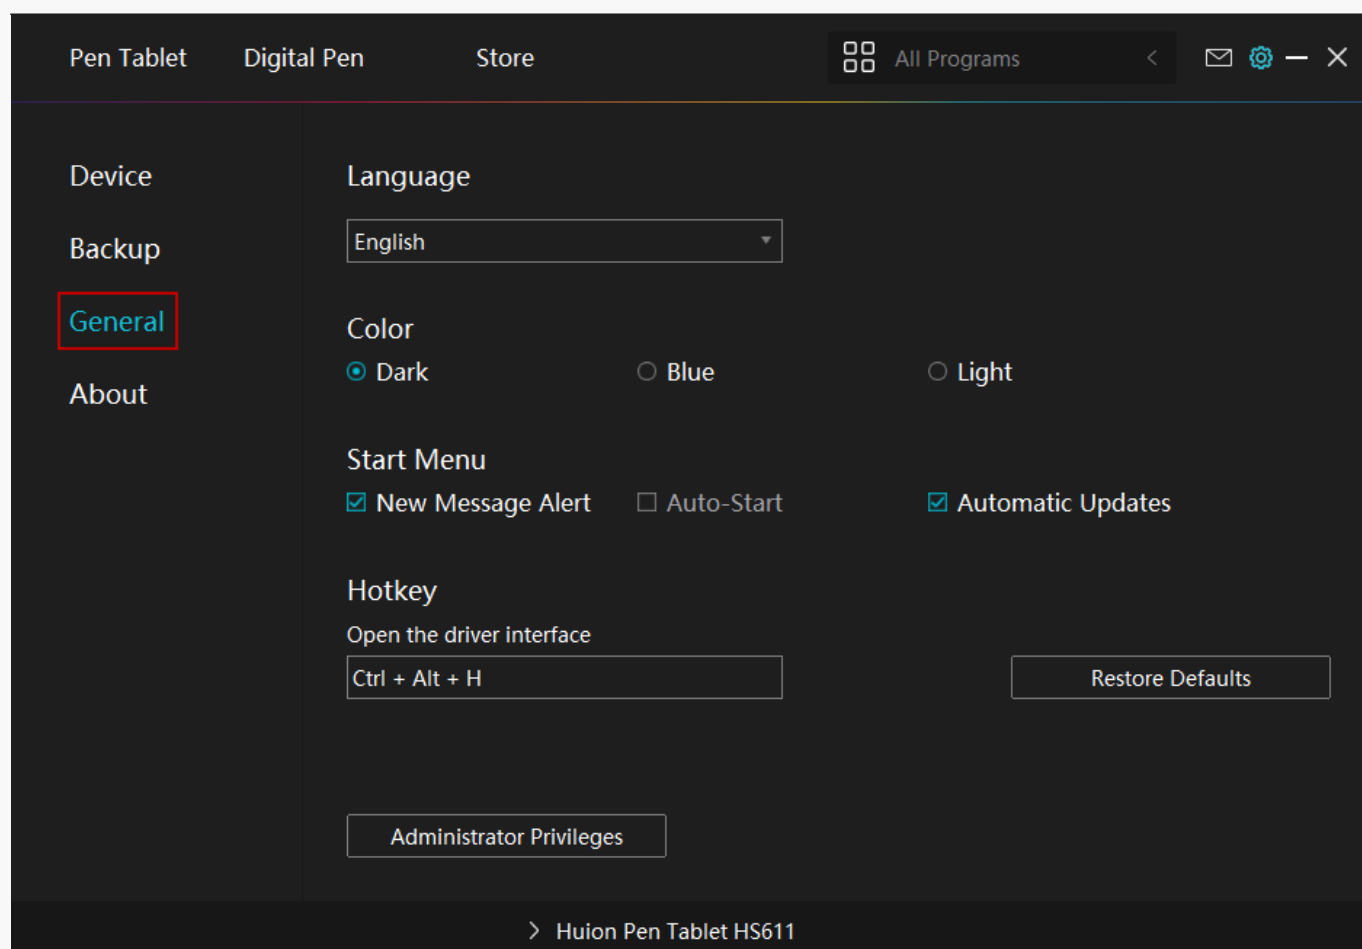 Pen Tablet Digital Pen Store All Programs
Device
Backup
General
About
Language
English
Color
Dark Blue Light
Start Menu
New Message Alert Auto-Start Automatic Updates
Hotkey
Open the driver interface
Ctrl + Alt + H Restore Defaults
Administrator Privileges
Huion Pen Tablet HS611